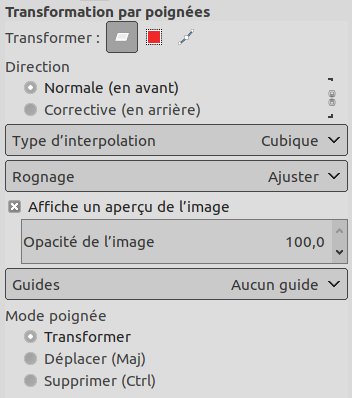 Transformation par poignées
Transformer :
Direction
Normale (en avant)
Corrective (en arrière)
Type d'interpolation Cubique
Rognage Ajuster
Affiche un aperçu de l'image
Opacité de l'image 100,0
Guides Aucun guide
Mode poignée
Transformer
Déplacer (Maj)
Supprimer (Ctrl)